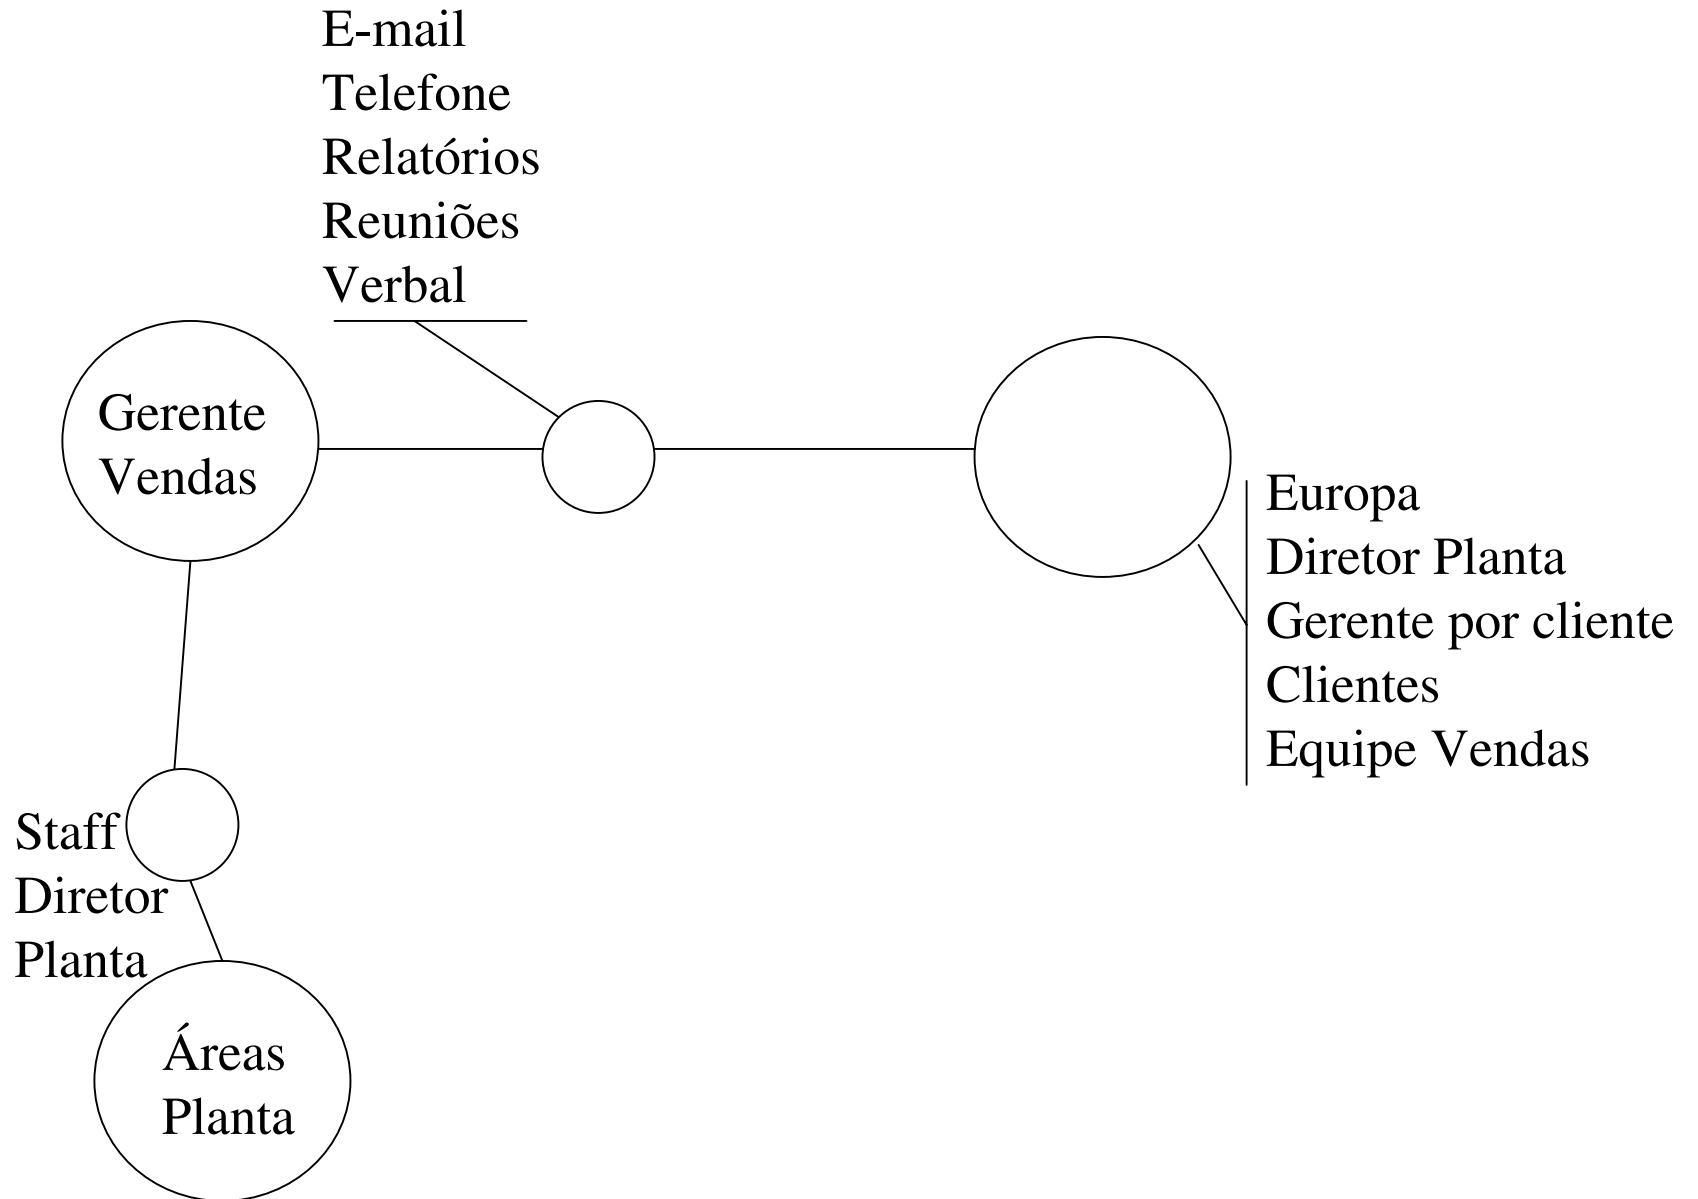 E-mail
Telefone
Relatórios
Reuniões
Verbal
Gerente
Vendas
Europa
Diretor Planta
Gerente por cliente
Clientes
Equipe Vendas
Staff
Diretor
Planta
Áreas
Planta